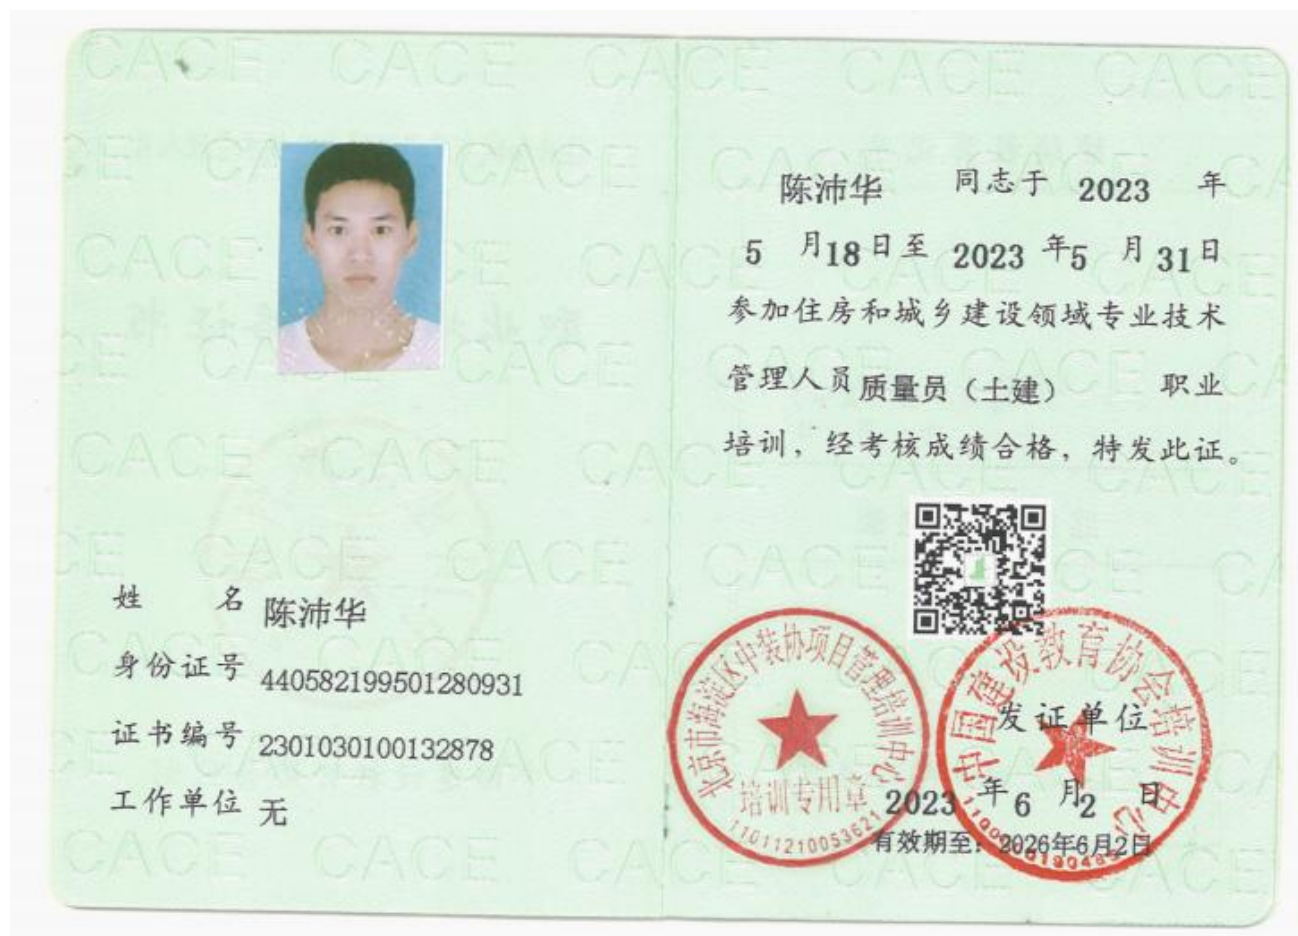 姓 名 陈沛华
身份证号 440582199501280931
证书编号 2301030100132878
工作单位 无
陈沛华 同志于 2023 年
5 月18日至 2023 年5 月 31日
参加住房和城乡建设领域专业技术
管理人员质量员（土建） 职业
培训，经考核成绩合格，特发此证。
北京市海淀区中装协项目管理培训中心
培训专用章
1101121005362
中国建设教育协会培训中心
发证单位
2023 年 6 月2 日
有效期至：2026年6月2日
CACE